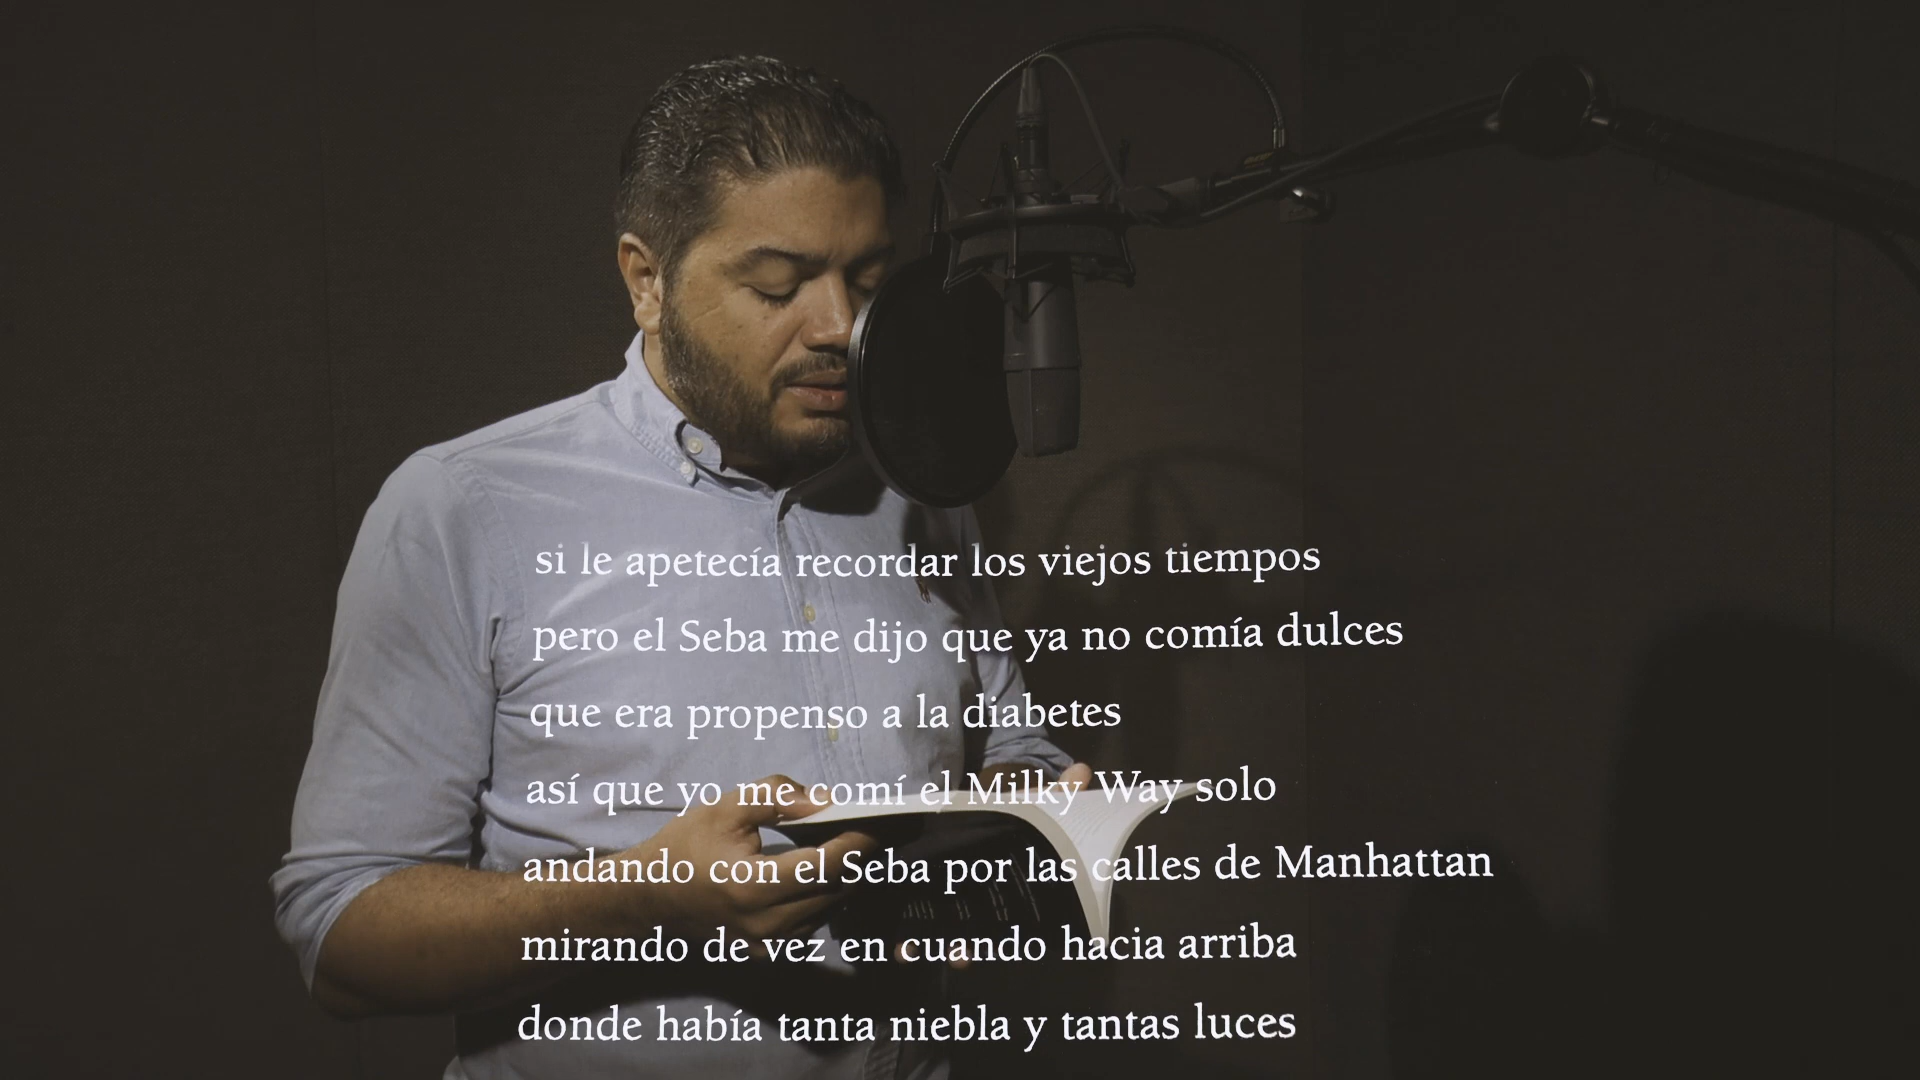 si le apetecía recordar los viejos tiempos
pero el Seba me dijo que ya no comía dulces
que era propenso a la diabetes
así que yo me comí el Milky Way solo
andando con el Seba por las calles de Manhattan
mirando de vez en cuando hacia arriba
donde había tanta niebla y tantas luces